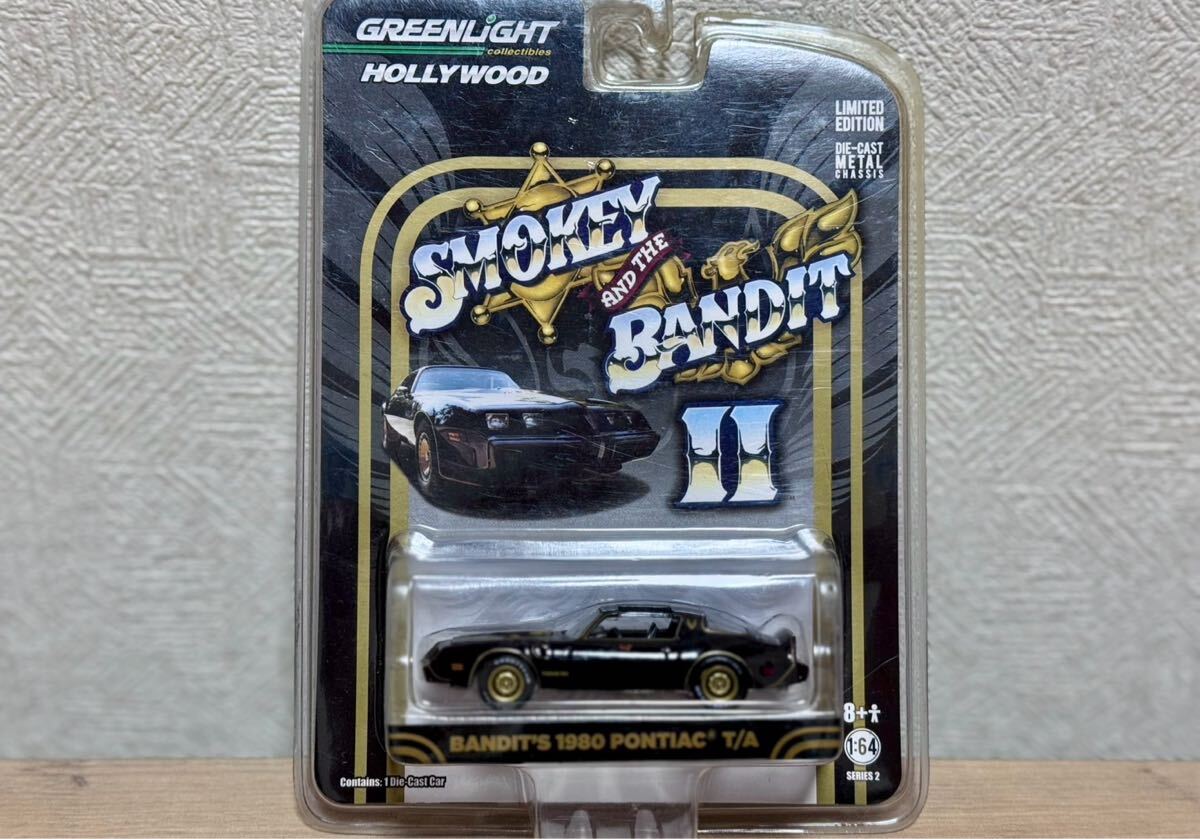 GREENLiGHT
collectibles
HOLLYWOOD
LIMITED
EDITION
DIE-CAST
METAL
CHASSIS
SMOKEY
AND THE
BANDIT
II
BANDIT'S 1980 PONTIAC® T/A
8+
1:64
SERIES 2
Contains: 1 Die-Cast Car